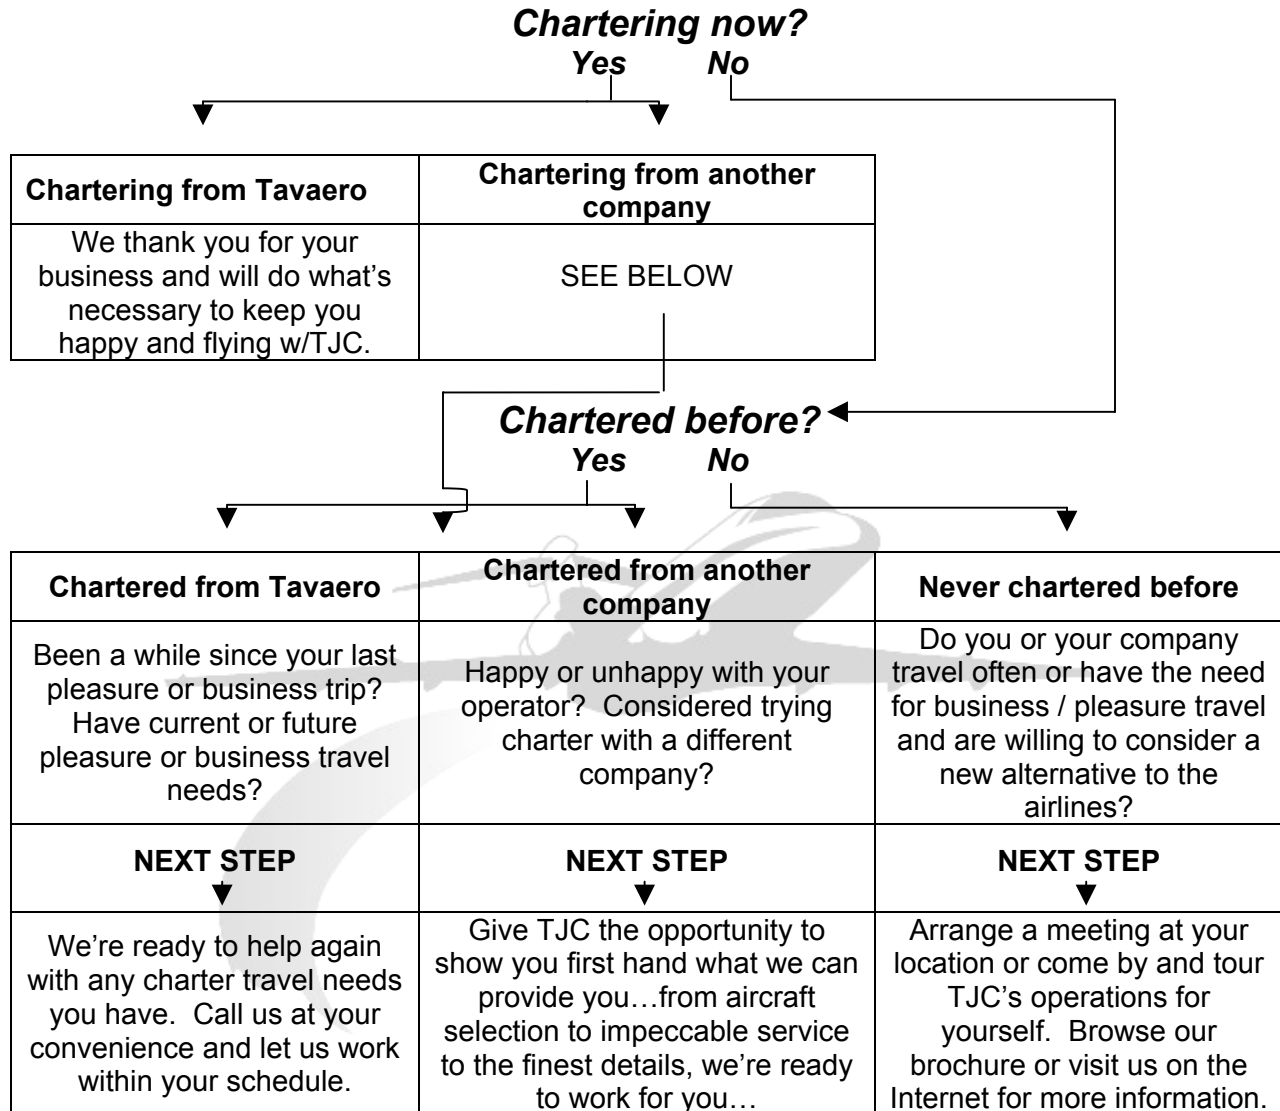 Chartering now?
Yes No
Chartering from Tavaero
Chartering from another
company
We thank you for your
business and will do what's
necessary to keep you
happy and flying w/TJC.
SEE BELOW
Chartered before?
Yes No
Chartered from Tavaero
Chartered from another
company
Never chartered before
Been a while since your last
pleasure or business trip?
Have current or future
pleasure or business travel
needs?
Happy or unhappy with your
operator?  Considered trying
charter with a different
company?
Do you or your company
travel often or have the need
for business / pleasure travel
and are willing to consider a
new alternative to the
airlines?
NEXT STEP
NEXT STEP
NEXT STEP
We're ready to help again
with any charter travel needs
you have.  Call us at your
convenience and let us work
within your schedule.
Give TJC the opportunity to
show you first hand what we can
provide you…from aircraft
selection to impeccable service
to the finest details, we're ready
to work for you…
Arrange a meeting at your
location or come by and tour
TJC's operations for
yourself.  Browse our
brochure or visit us on the
Internet for more information.